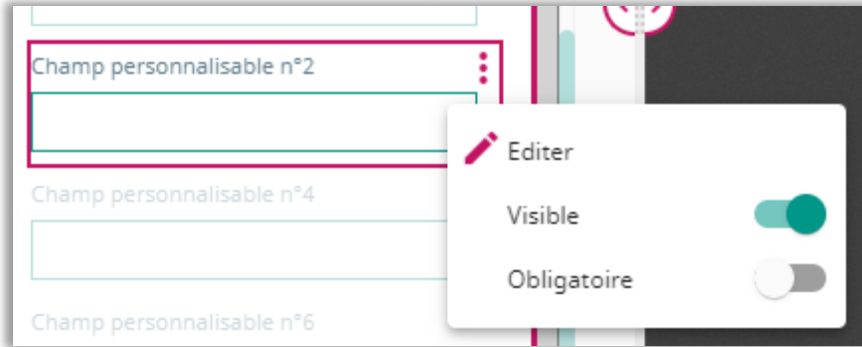 Champ personnalisable n°2
Editer
Visible
Obligatoire
Champ personnalisable n°4
Champ personnalisable n°6